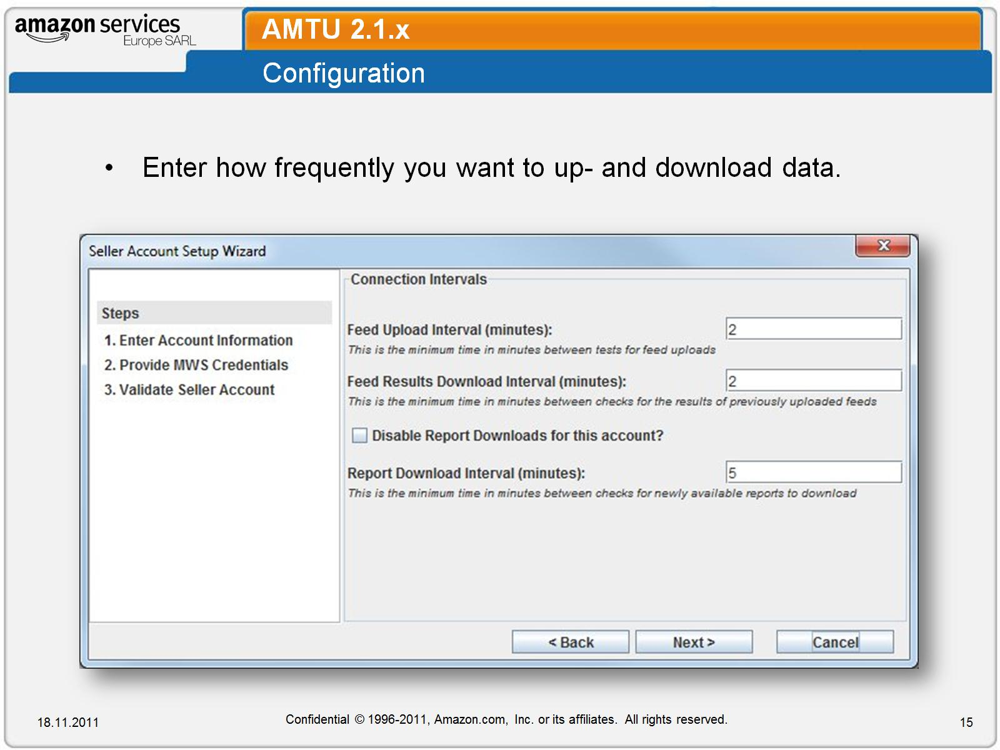 amazon services
Europe SARL
AMTU 2.1.x
Configuration
• Enter how frequently you want to up- and download data.
Seller Account Setup Wizard
X
Steps
1. Enter Account Information
2. Provide MWS Credentials
3. Validate Seller Account
Connection Intervals
Feed Upload Interval (minutes): 2
This is the minimum time in minutes between tests for feed uploads
Feed Results Download Interval (minutes): 2
This is the minimum time in minutes between checks for the results of previously uploaded feeds
Disable Report Downloads for this account?
Report Download Interval (minutes): 5
This is the minimum time in minutes between checks for newly available reports to download
< Back Next > Cancel
18.11.2011 Confidential © 1996-2011, Amazon.com, Inc. or its affiliates. All rights reserved. 15